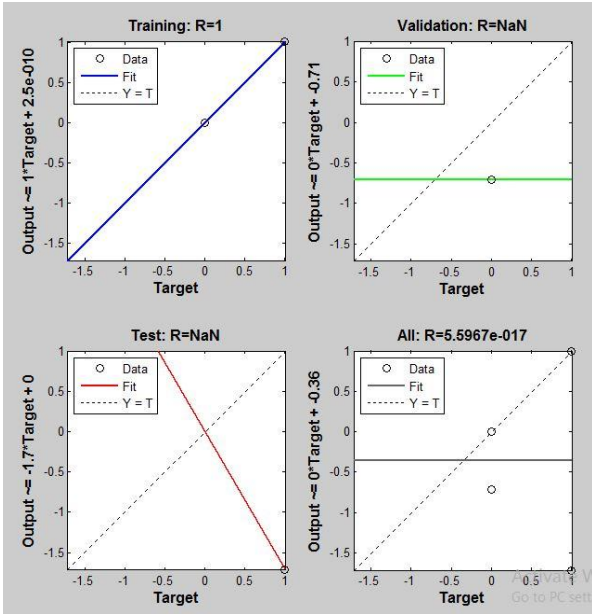 Training: R=1
Data
Fit
Y = T
Output ~= 1*Target + 2.5e-010
1
0.5
0
-0.5
-1
-1.5
-1.5 -1 -0.5 0 0.5 1
Target
Validation: R=NaN
Data
Fit
Y = T
Output ~= 0*Target + -0.71
1
0.5
0
-0.5
-1
-1.5
-1.5 -1 -0.5 0 0.5 1
Target
Test: R=NaN
Data
Fit
Y = T
Output ~= -1.7*Target + 0
1
0.5
0
-0.5
-1
-1.5
-1.5 -1 -0.5 0 0.5 1
Target
All: R=5.5967e-017
Data
Fit
Y = T
Output ~= 0*Target + -0.36
1
0.5
0
-0.5
-1
-1.5
-1.5 -1 -0.5 0 0.5 1
Target
Activate W
Go to PC sett